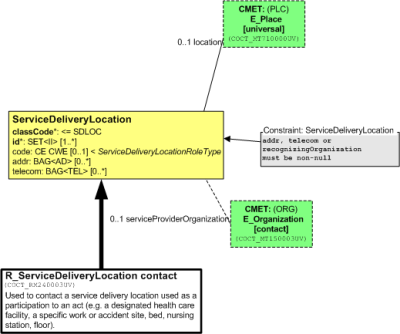 CMET: (PLC)
E_Place
[universal]
(COCT_MT710000UV)
0..1 location
ServiceDeliveryLocation
classCode*: <= SDLOC
id*: SET<II> [1..*]
code: CE CWE [0..1] < ServiceDeliveryLocationRoleType
addr: BAG<AD> [0..*]
telecom: BAG<TEL> [0..*]
Constraint: ServiceDeliveryLocation
addr, telecom or
recognizingOrganization
must be non-null
CMET: (ORG)
E_Organization
[contact]
(COCT_MT150003UV)
0..1 serviceProviderOrganization
R_ServiceDeliveryLocation contact
(COCT_RM240003UV)
Used to contact a service delivery location used as a
participation to an act (e.g. a designated health care
facility, a specific work or accident site, bed, nursing
station, floor).